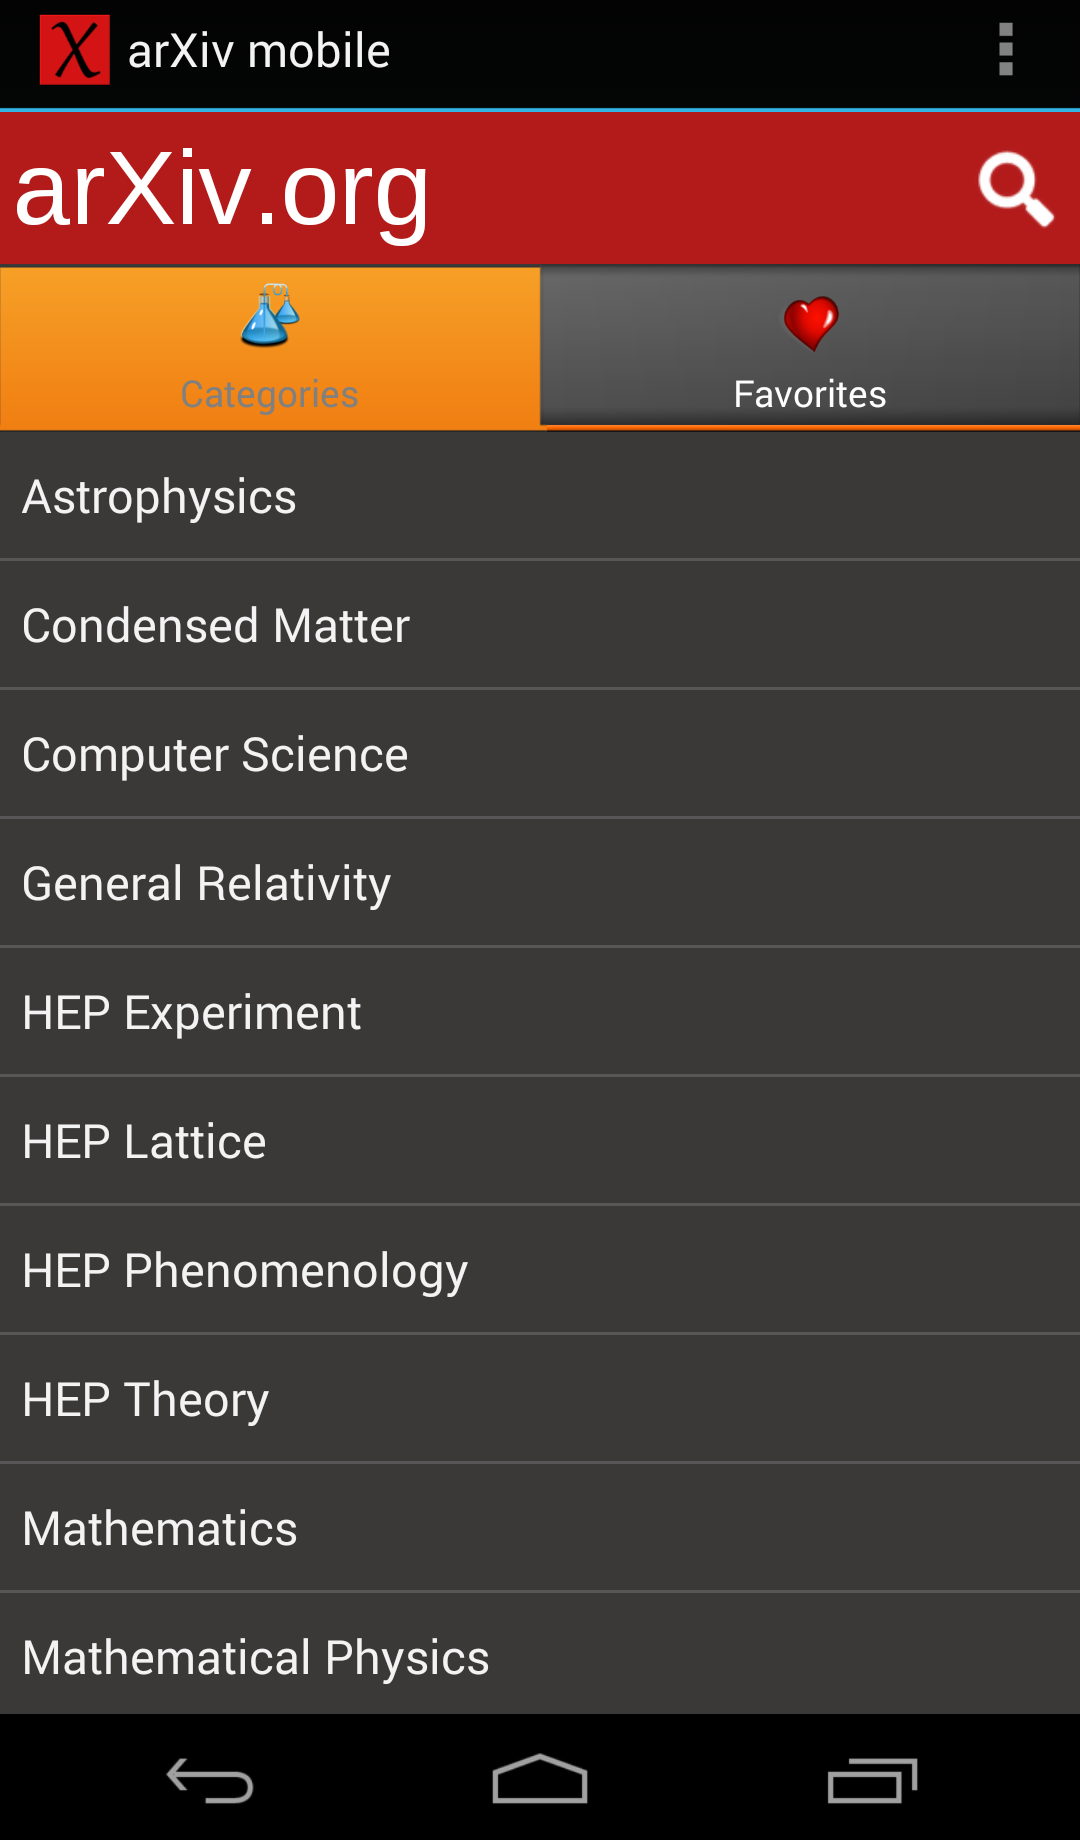 arXiv mobile
arXiv.org
Categories
Favorites
Astrophysics
Condensed Matter
Computer Science
General Relativity
HEP Experiment
HEP Lattice
HEP Phenomenology
HEP Theory
Mathematics
Mathematical Physics